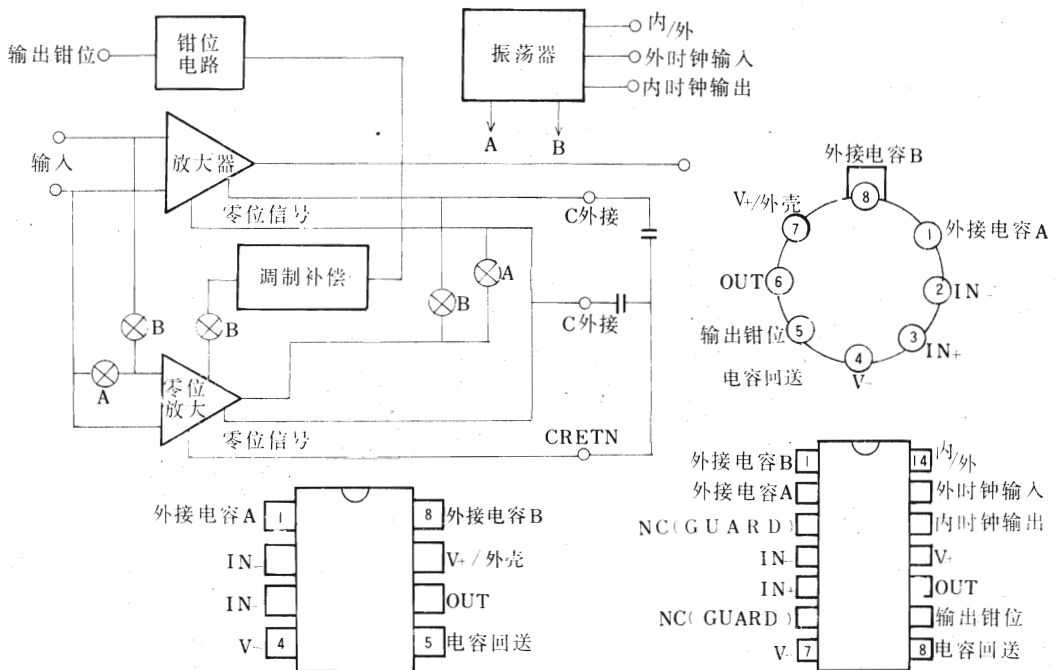 输出钳位
钳位
电路
振荡器
内/外
外时钟输入
内时钟输出
A
B
输入
放大器
零位信号
C外接
调制补偿
A
B
B
B
C外接
A
零位
放大
零位信号
CRETN
外接电容B
8
V+/外壳
7
1
外接电容A
OUT
6
2
IN-
输出钳位
5
3
IN+
4
电容回送
V-
外接电容A
1
8
外接电容B
IN-
V+/外壳
IN-
OUT
V-
4
5
电容回送
外接电容B
1
14
内/外
外接电容A
外时钟输入
NC(GUARD)
内时钟输出
IN-
V+
IN+
OUT
NC(GUARD)
输出钳位
V-
7
8
电容回送